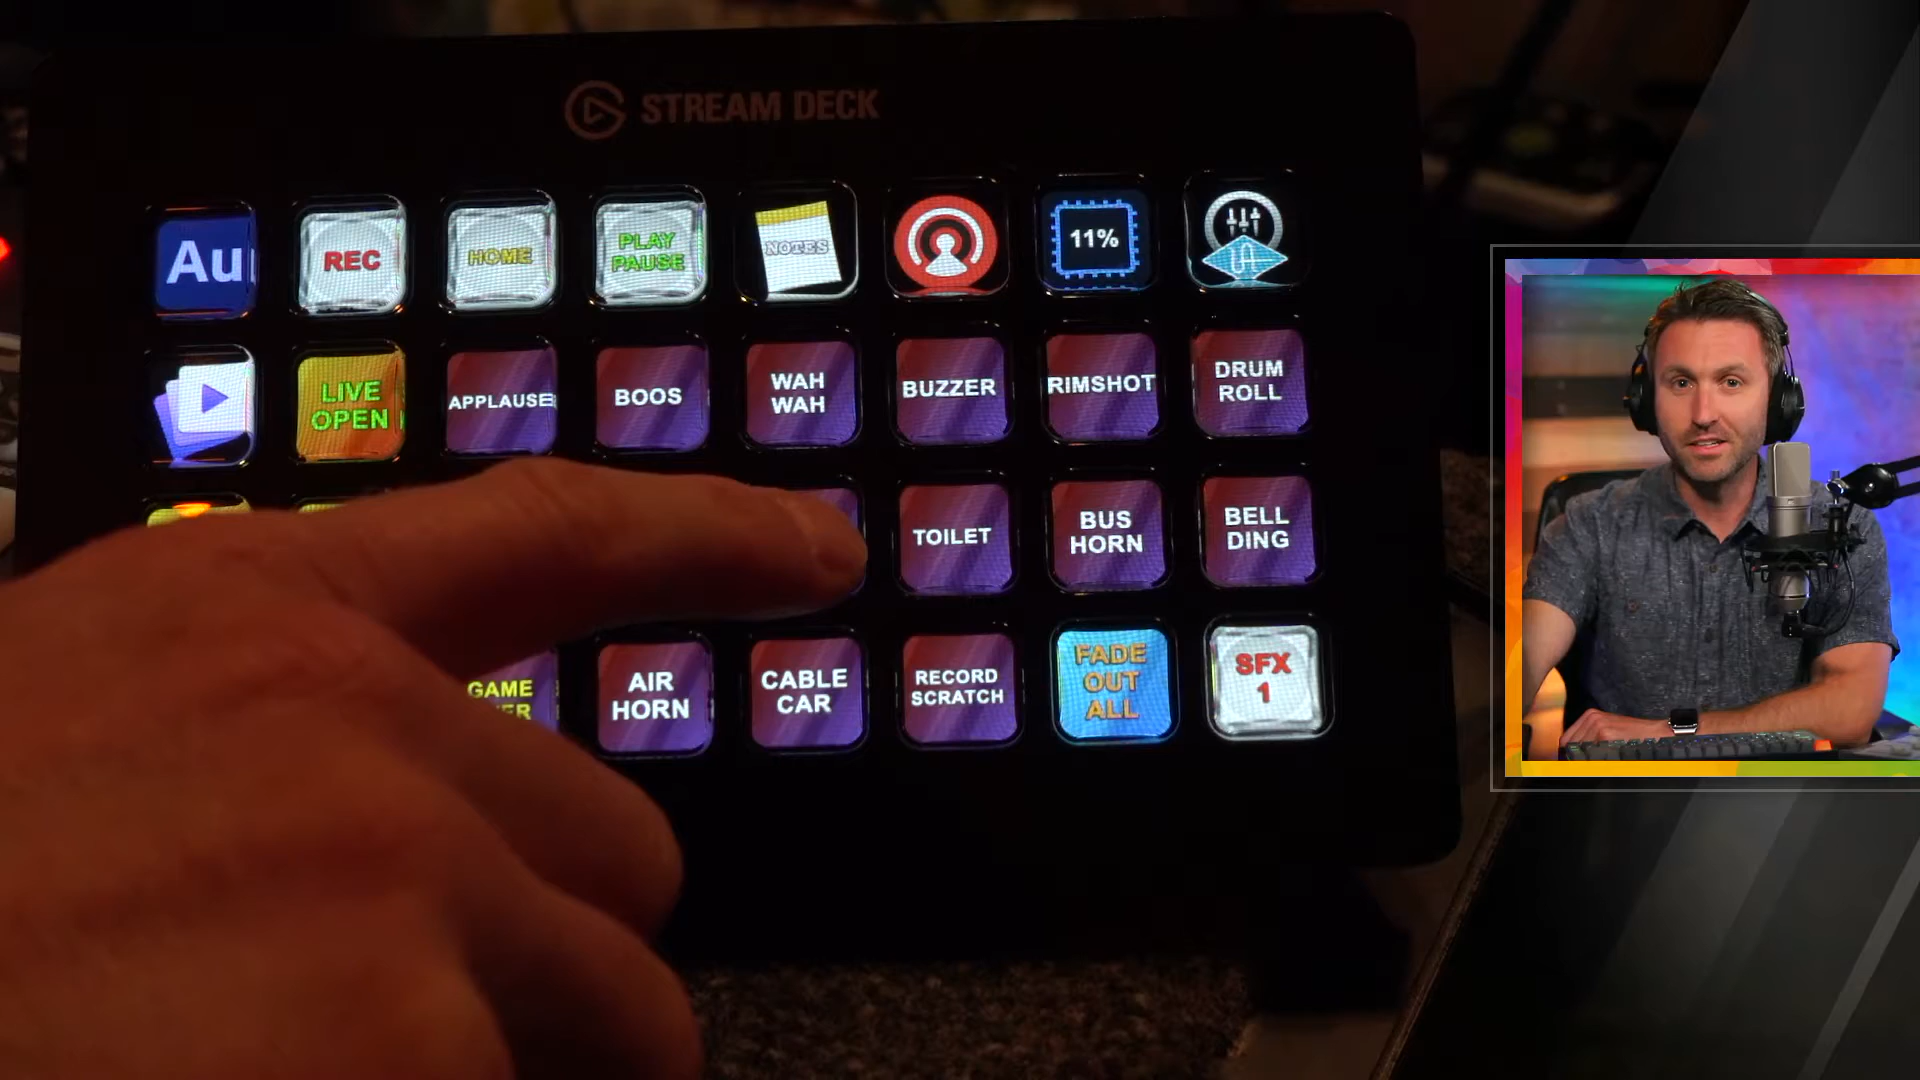 STREAM DECK
Au
REC
HOME
PLAY
PAUSE
NOTES
11%
UA
LIVE
OPEN
APPLAUSE
BOOS
WAH
WAH
BUZZER
RIMSHOT
DRUM
ROLL
TOILET
BUS
HORN
BELL
DING
GAME
AIR
HORN
CABLE
CAR
RECORD
SCRATCH
FADE
OUT
ALL
SFX
1